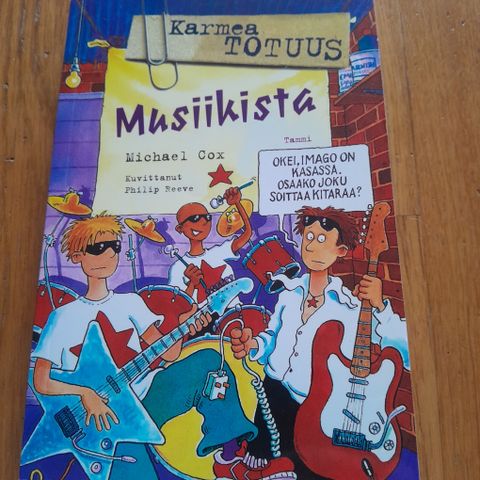 Karmea
TOTUUS
Musiikista
Tammi
Michael Cox
Kuvittanut
Philip Reeve
OKEI, IMAGO ON
KASASSA.
OSAAKO JOKU
SOITTAA KITARAA?